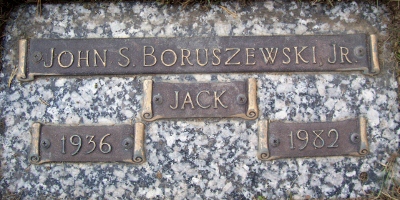 JOHN S. BORUSZEWSKI, JR.
JACK
1936
1982